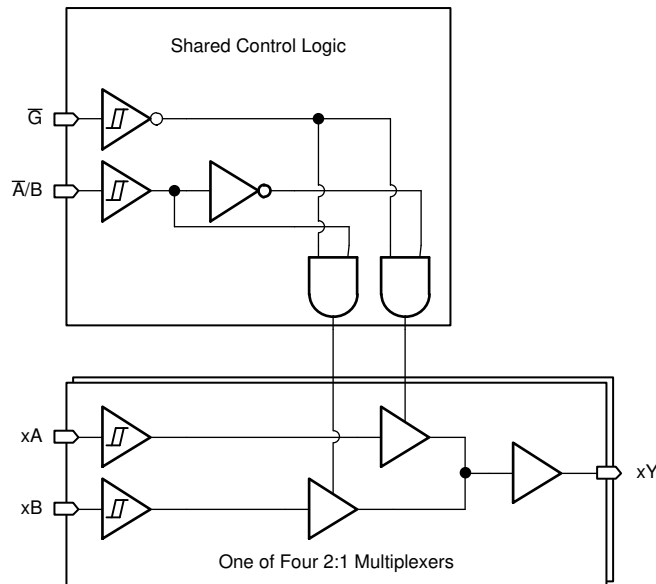 Shared Control Logic
G̅
A̅/B
xA
xB
xY
One of Four 2:1 Multiplexers